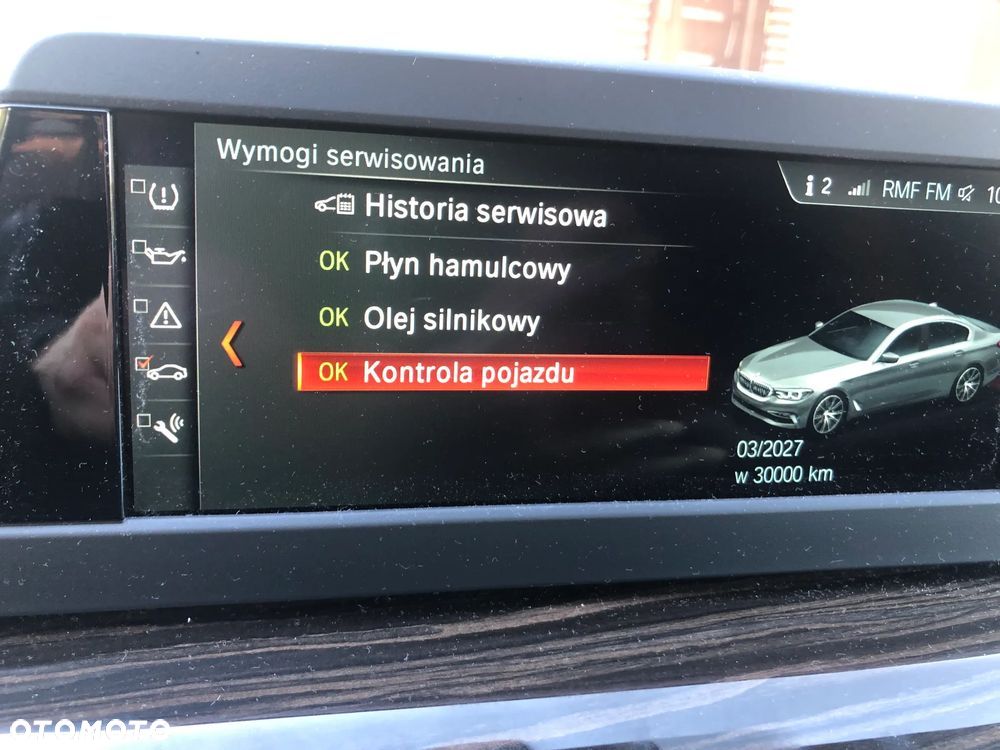 Wymogi serwisowania
i 2 RMF FM 10
Historia serwisowa
OK Płyn hamulcowy
OK Olej silnikowy
OK Kontrola pojazdu
03/2027
w 30000 km
OTOMOTO